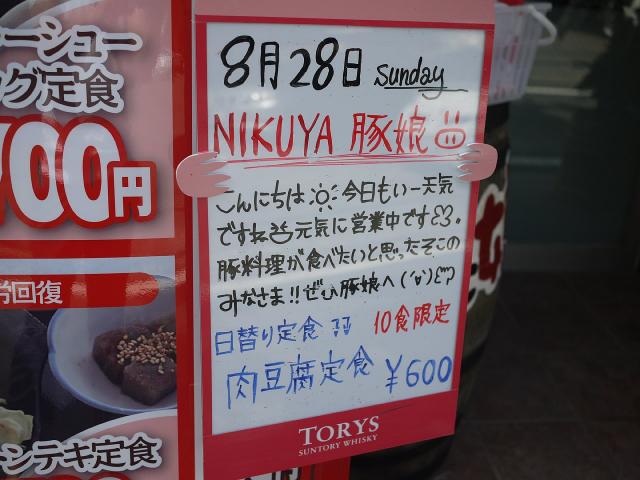 ーシュー
グ定食
700円
労回復
ンテキ定食
8月28日 sunday
NIKUYA 豚娘
こんにちは 今日もいー天気
ですね 元気に営業中です。
豚料理が食べたいと思ったそこの
みなさま!!ぜひ豚娘へ('v')
日替り定食 10食限定
肉豆腐定食 ¥600
TORYS
SUNTORY WHISKY